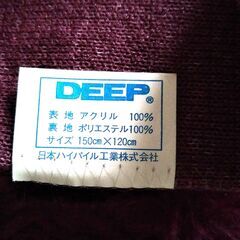 DEEP®
表地 アクリル 100%
裏地 ポリエステル100%
サイズ 150cm×120cm
日本ハイパイル工業株式会社